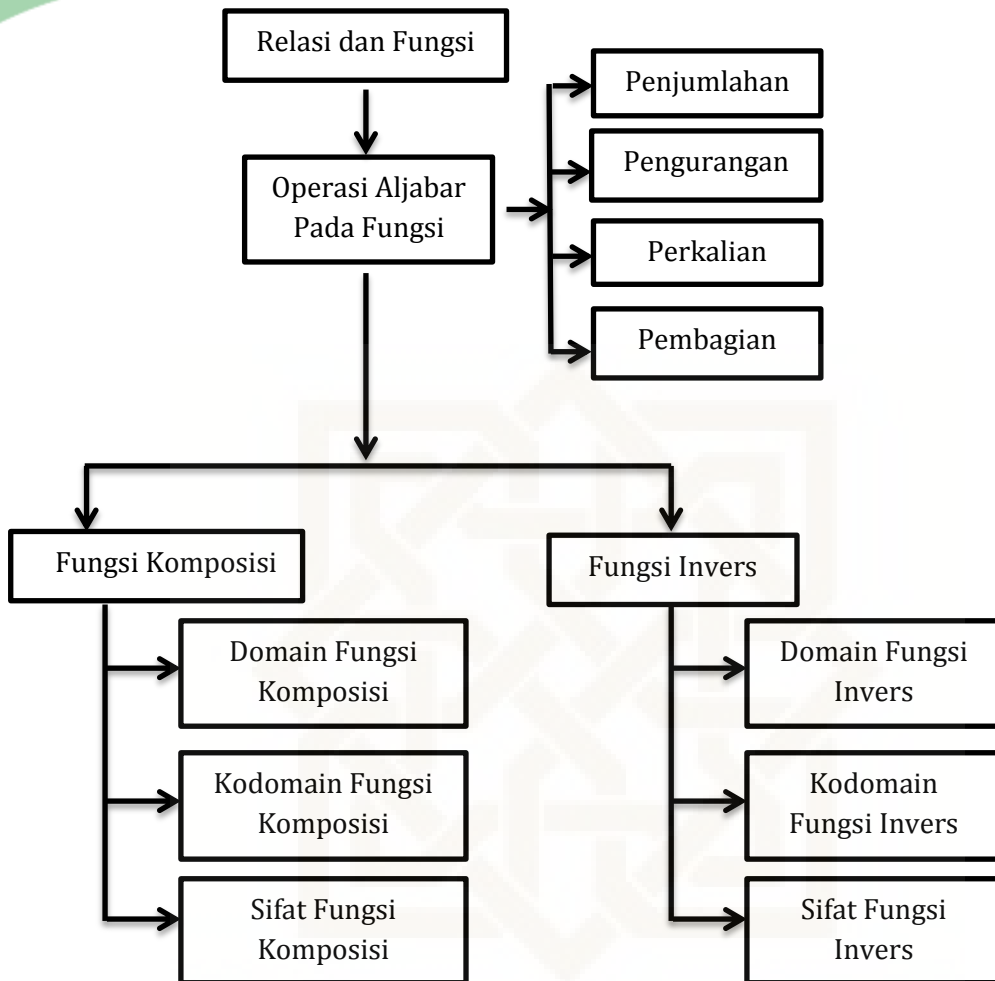 Relasi dan Fungsi
Penjumlahan
Pengurangan
Operasi Aljabar
Pada Fungsi
Perkalian
Pembagian
Fungsi Komposisi
Fungsi Invers
Domain Fungsi
Komposisi
Kodomain Fungsi
Komposisi
Sifat Fungsi
Komposisi
Domain Fungsi
Invers
Kodomain
Fungsi Invers
Sifat Fungsi
Invers